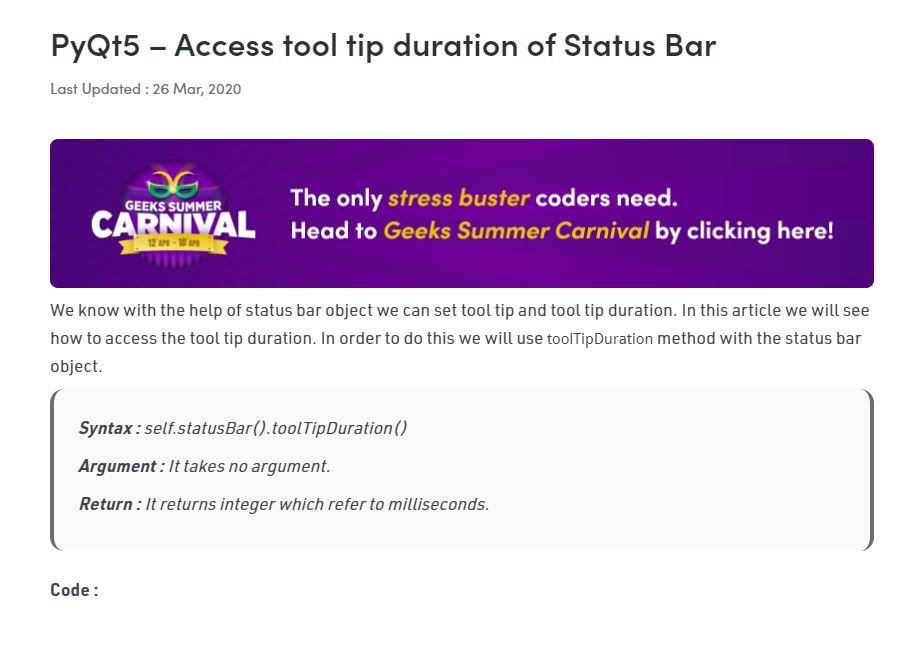 PyQt5 – Access tool tip duration of Status Bar
Last Updated : 26 Mar, 2020
GEEKS SUMMER
CARNIVAL
12 APR - 18 APR
The only stress buster coders need.
Head to Geeks Summer Carnival by clicking here!
We know with the help of status bar object we can set tool tip and tool tip duration. In this article we will see
how to access the tool tip duration. In order to do this we will use toolTipDuration method with the status bar
object.
Syntax : self.statusBar().toolTipDuration()
Argument : It takes no argument.
Return : It returns integer which refer to milliseconds.
Code :